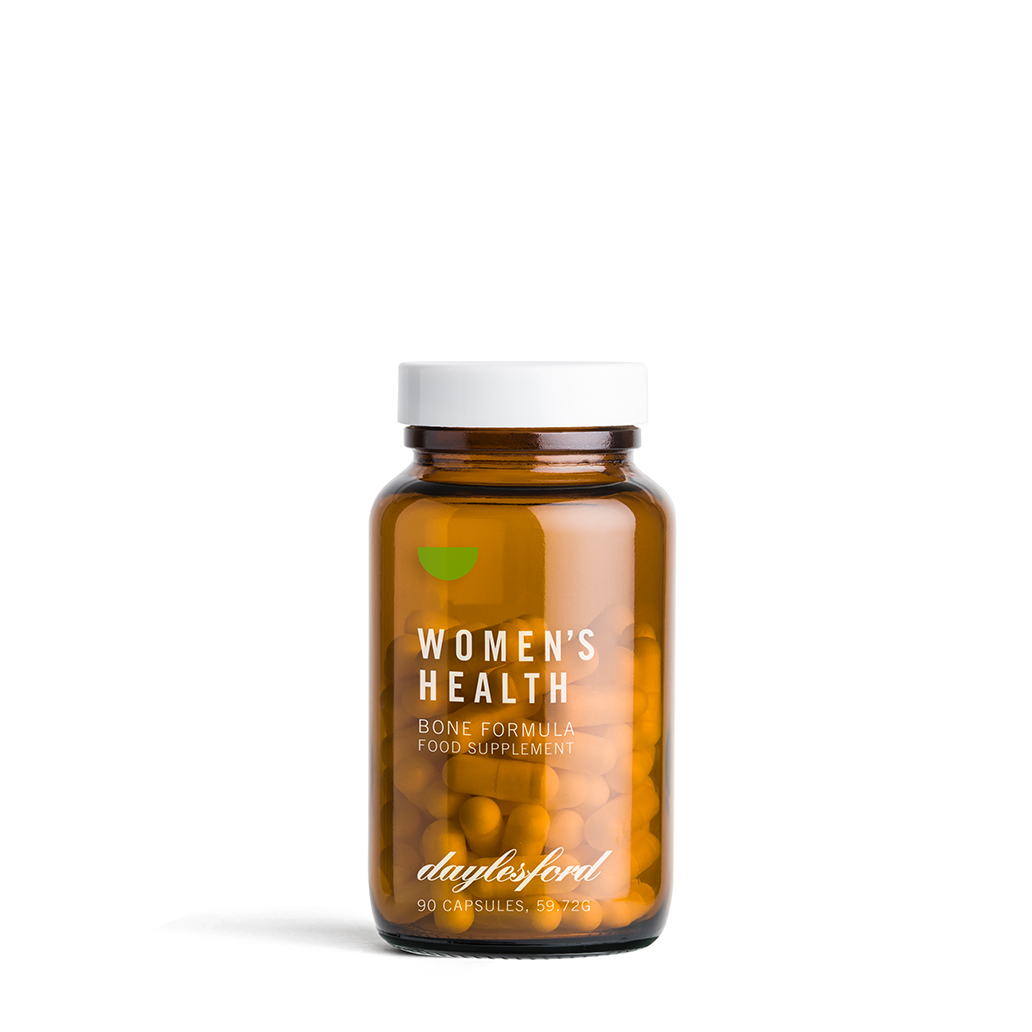 WOMEN'S
HEALTH
BONE FORMULA
FOOD SUPPLEMENT
daylesford
90 CAPSULES, 59.72G